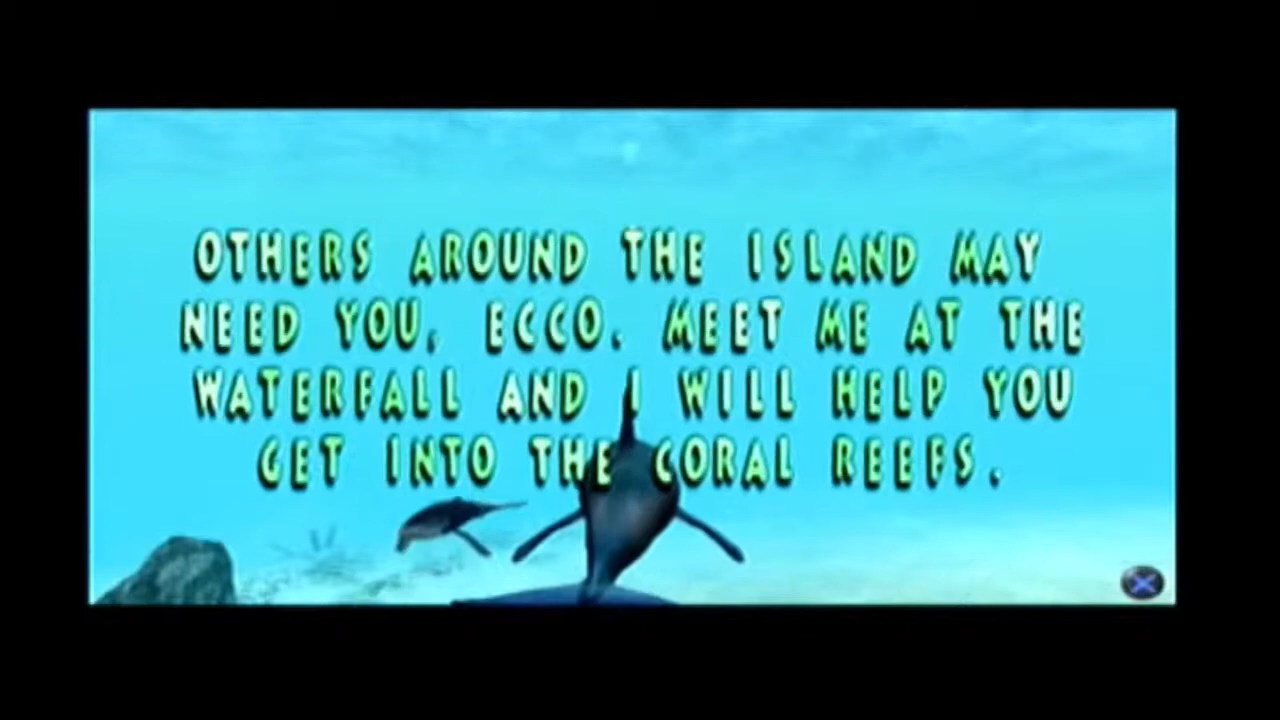 OTHERS AROUND THE ISLAND MAY
NEED YOU, ECCO. MEET ME AT THE
WATERFALL AND I WILL HELP YOU
GET INTO THE CORAL REEFS.